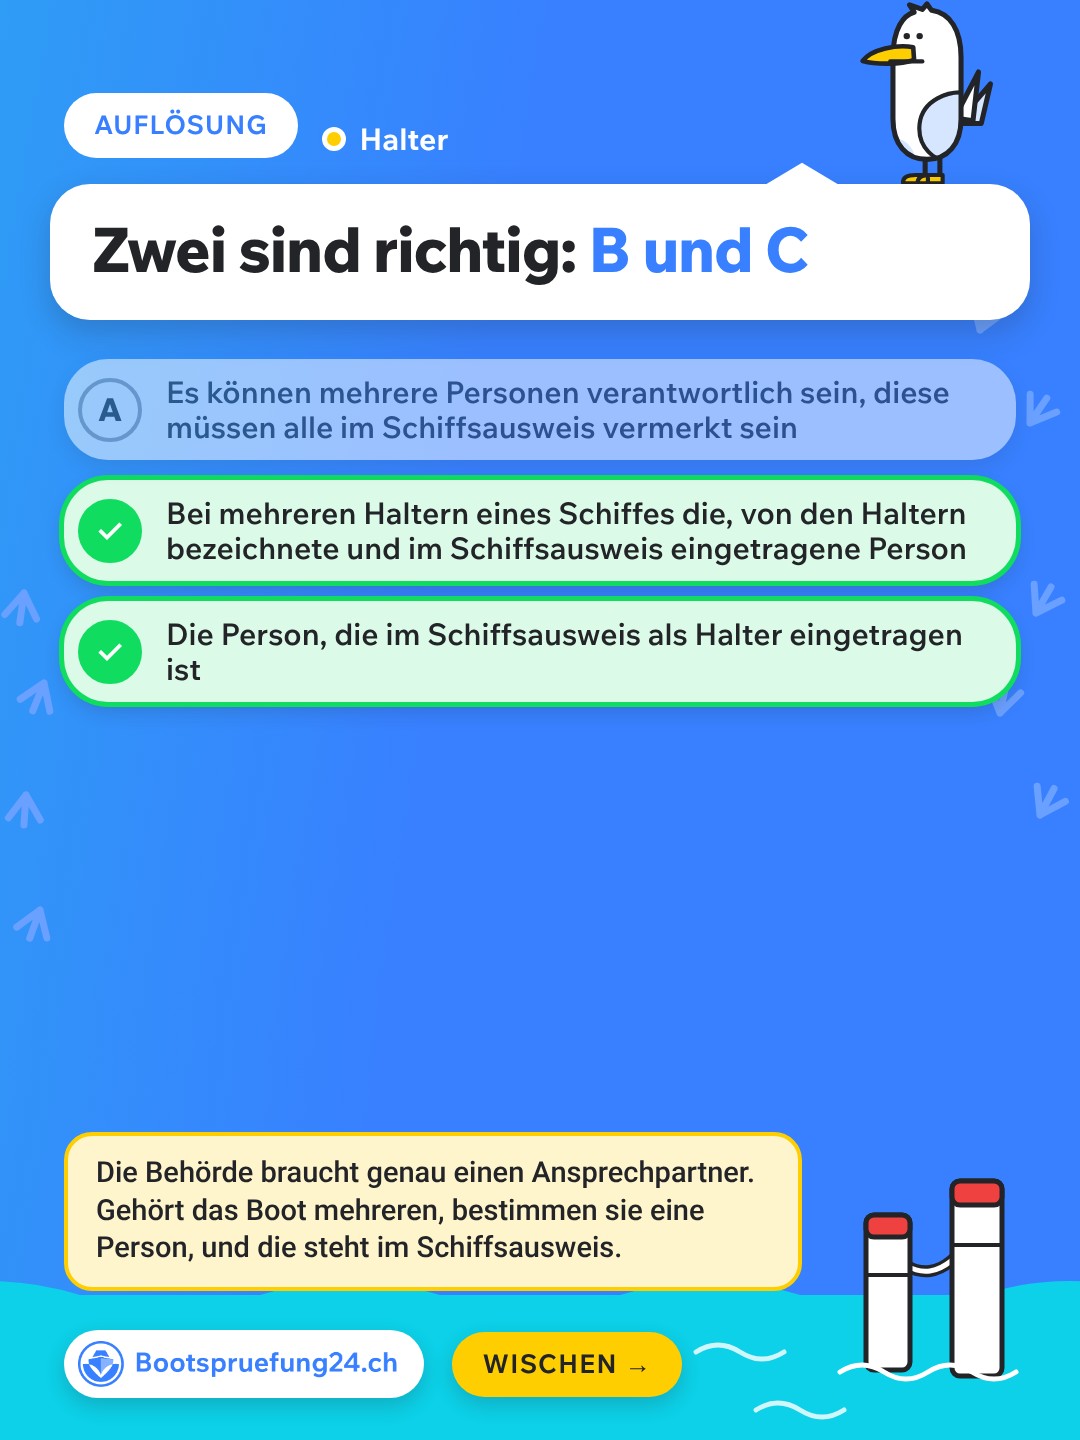 AUFLÖSUNG
Halter
Zwei sind richtig: B und C
A
Es können mehrere Personen verantwortlich sein, diese
müssen alle im Schiffsausweis vermerkt sein
Bei mehreren Haltern eines Schiffes die, von den Haltern
bezeichnete und im Schiffsausweis eingetragene Person
Die Person, die im Schiffsausweis als Halter eingetragen
ist
Die Behörde braucht genau einen Ansprechpartner.
Gehört das Boot mehreren, bestimmen sie eine
Person, und die steht im Schiffsausweis.
Bootspruefung24.ch
WISCHEN →